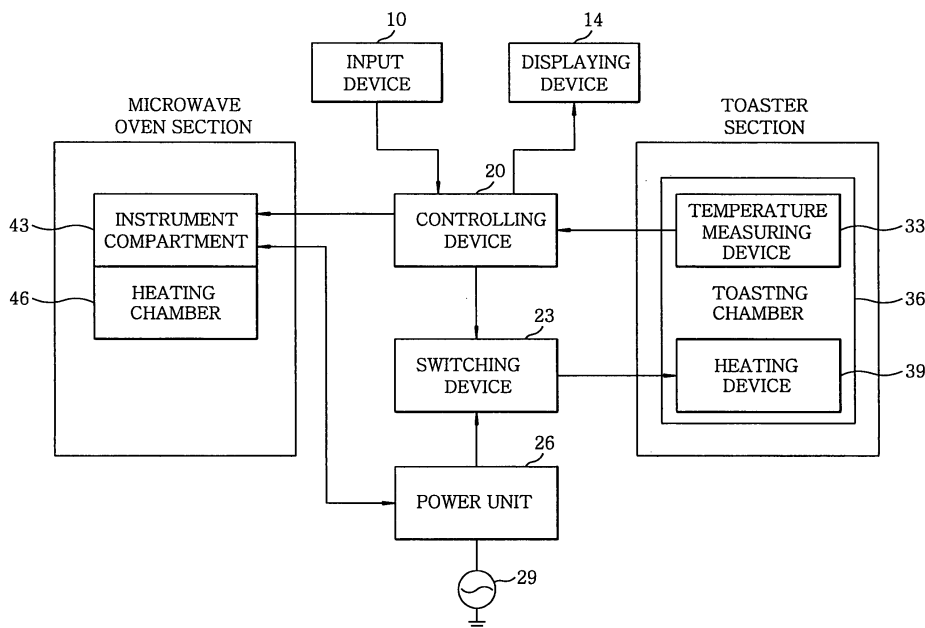 10
INPUT
DEVICE
14
DISPLAYING
DEVICE
MICROWAVE
OVEN SECTION
TOASTER
SECTION
20
CONTROLLING
DEVICE
43
INSTRUMENT
COMPARTMENT
46
HEATING
CHAMBER
TEMPERATURE
MEASURING
DEVICE
33
TOASTING
CHAMBER
36
23
SWITCHING
DEVICE
HEATING
DEVICE
39
26
POWER UNIT
29